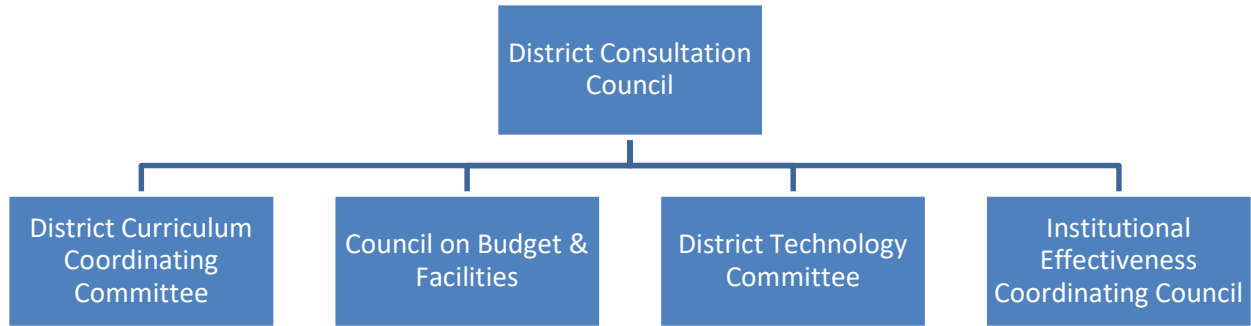 District Consultation
Council
District Curriculum
Coordinating
Committee
Council on Budget &
Facilities
District Technology
Committee
Institutional
Effectiveness
Coordinating Council